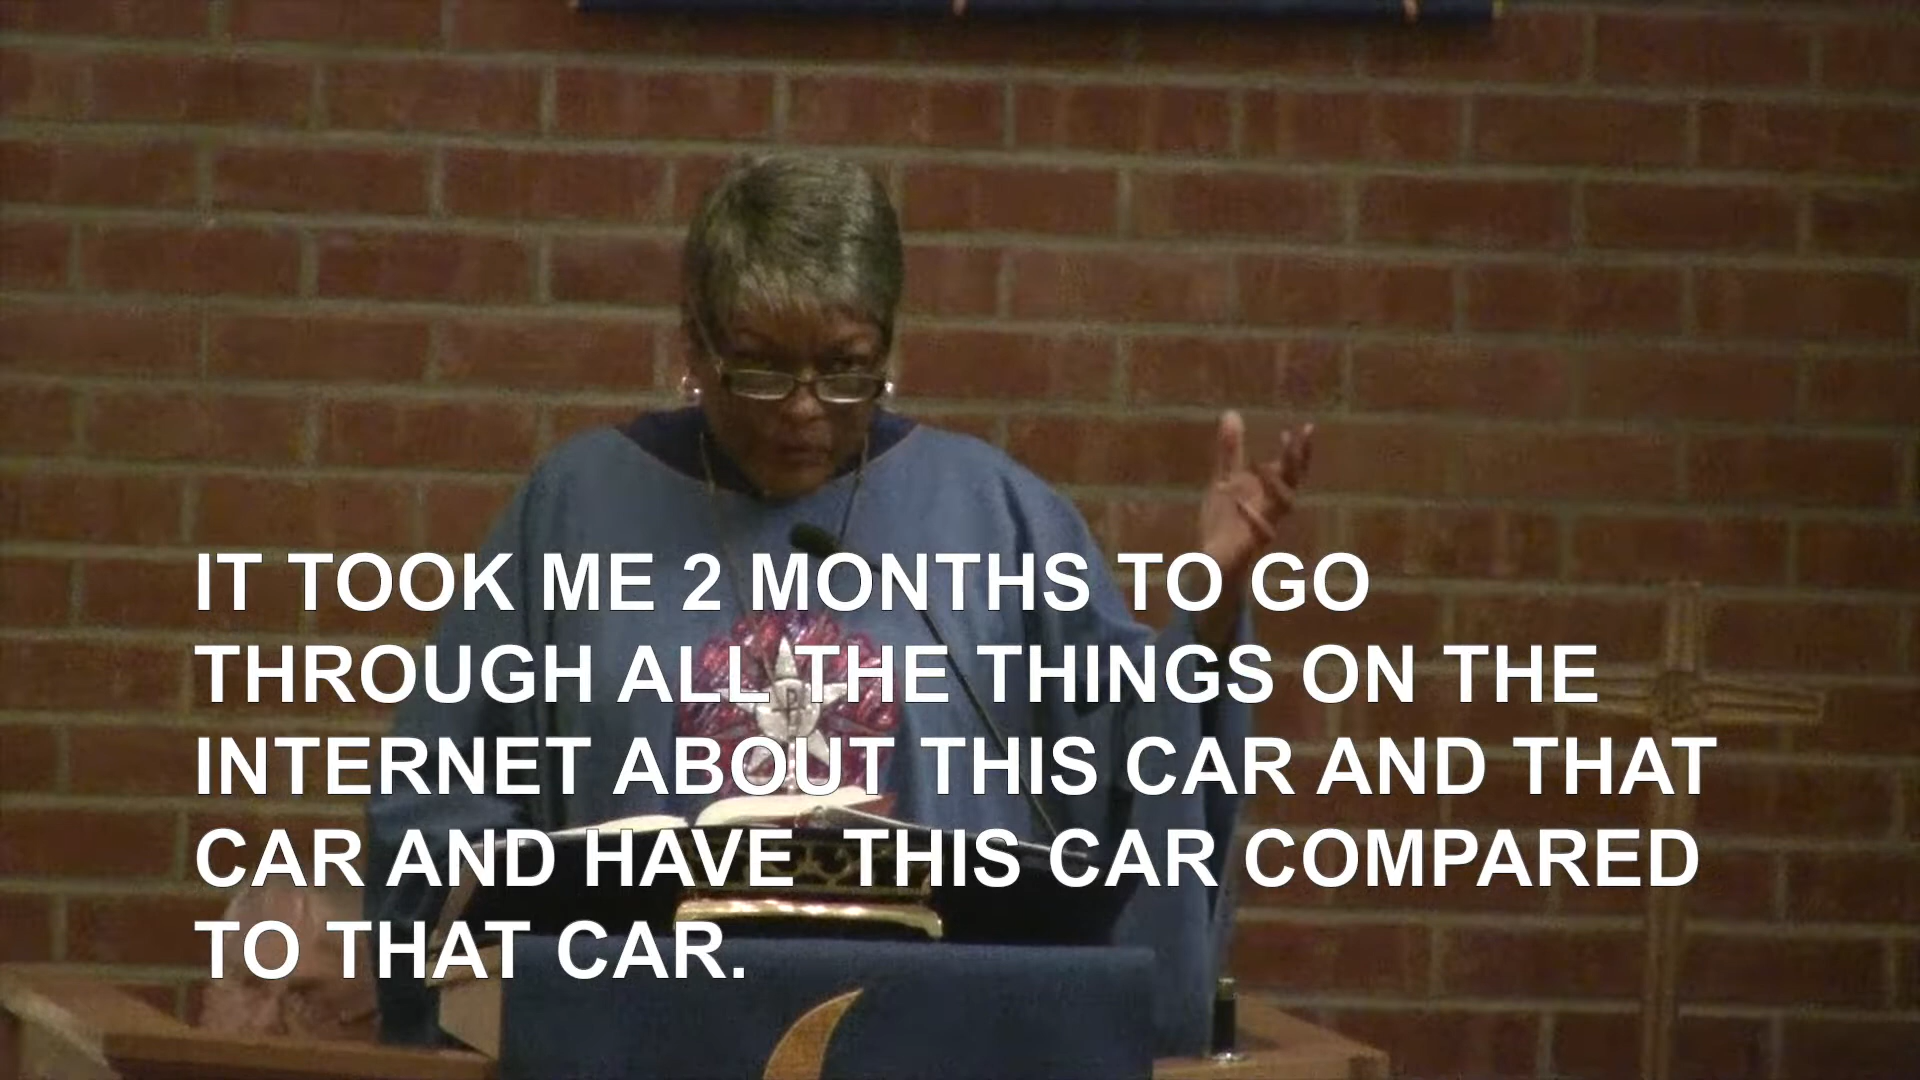 IT TOOK ME 2 MONTHS TO GO
THROUGH ALL THE THINGS ON THE
INTERNET ABOUT THIS CAR AND THAT
CAR AND HAVE  THIS CAR COMPARED
TO THAT CAR.